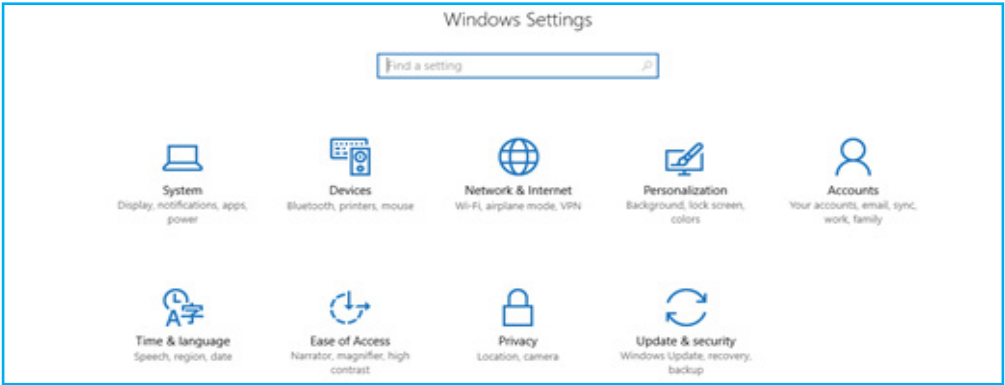 Windows Settings
Find a setting
System
Display, notifications, apps,
power
Devices
Bluetooth, printers, mouse
Network & Internet
Wi-Fi, airplane mode, VPN
Personalization
Background, lock screen,
colors
Accounts
Your accounts, email, sync,
work, family
A字
Time & language
Speech, region, date
Ease of Access
Narrator, magnifier, high
contrast
Privacy
Location, camera
Update & security
Windows Update, recovery,
backup